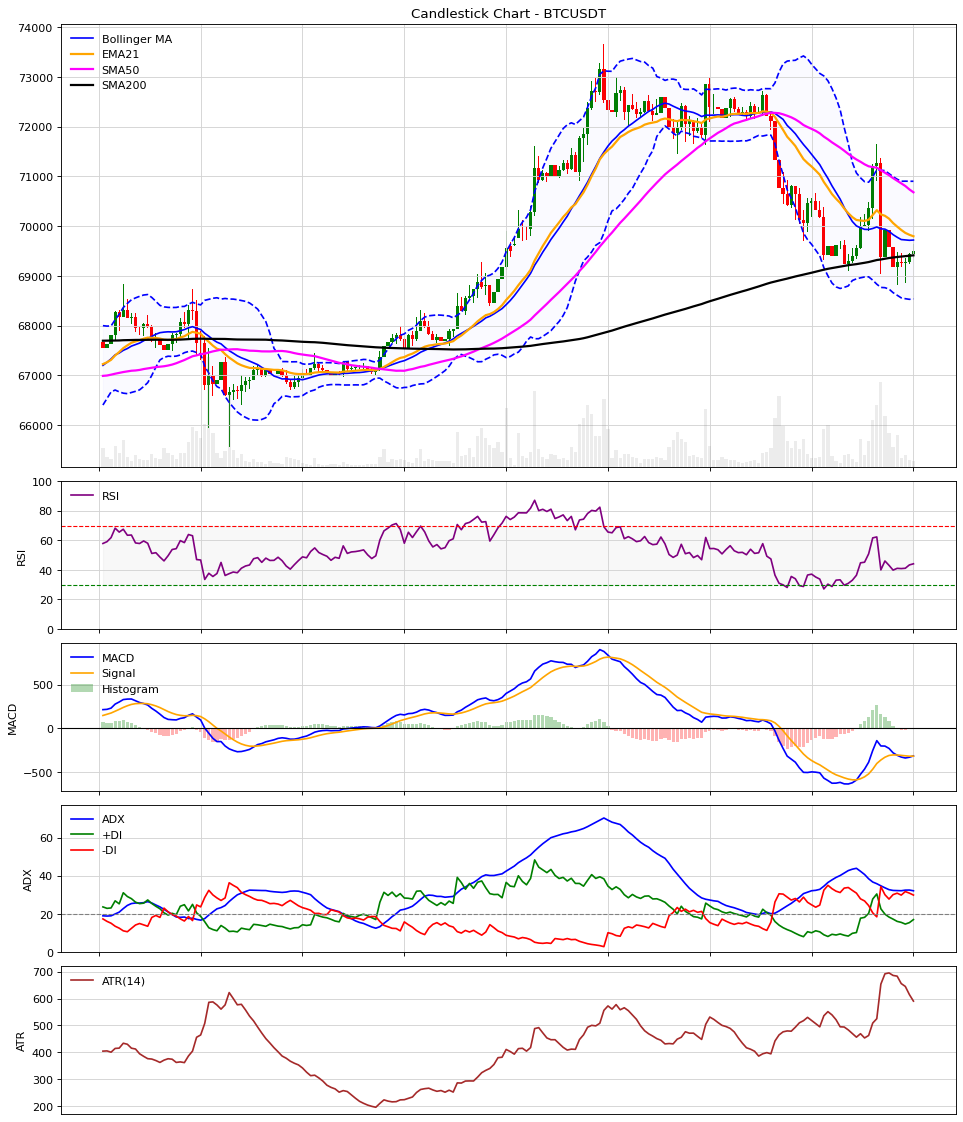 Candlestick Chart - BTCUSDT
74000
73000
72000
71000
70000
69000
68000
67000
66000
Bollinger MA
EMA21
SMA50
SMA200
100
80
60
40
20
0
RSI
RSI
500
0
−500
MACD
MACD
Signal
Histogram
60
40
20
0
ADX
ADX
+DI
-DI
700
600
500
400
300
200
ATR
ATR(14)